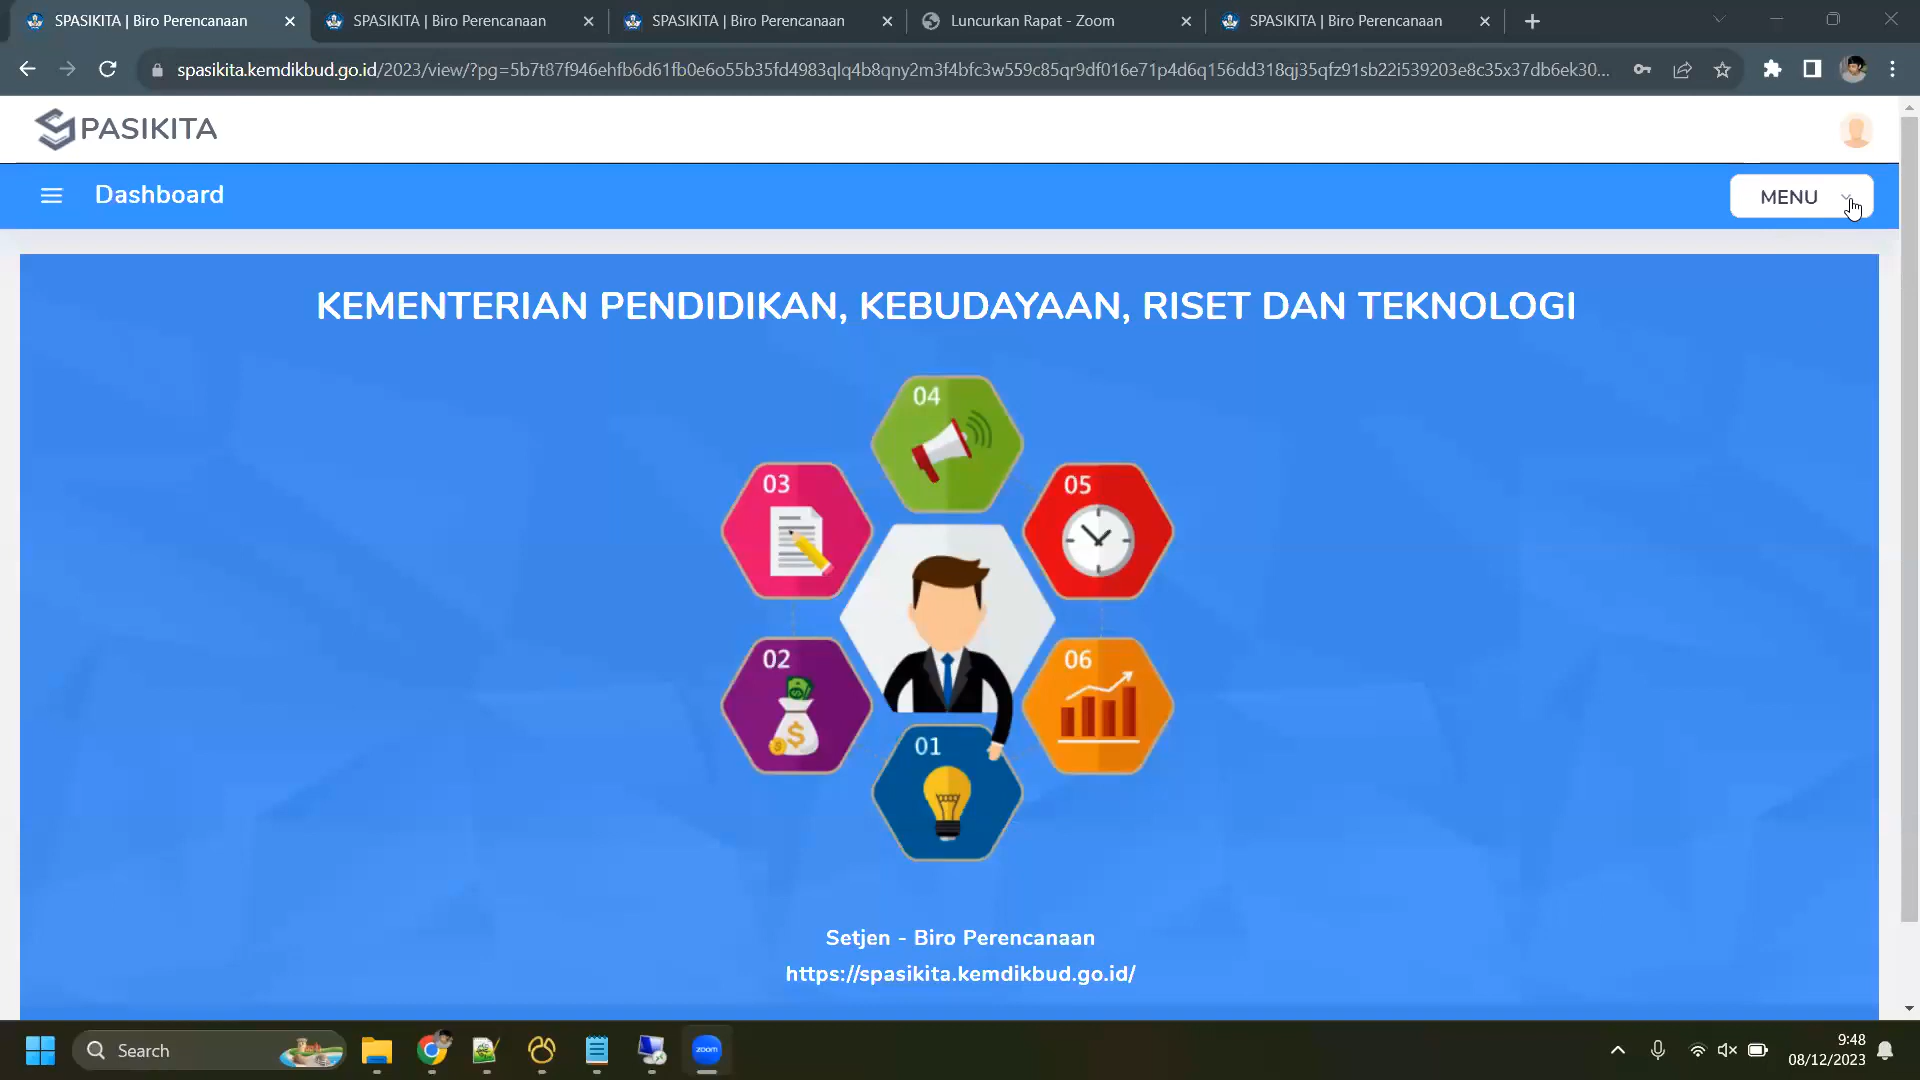 SPASIKITA | Biro Perencanaan
SPASIKITA | Biro Perencanaan
SPASIKITA | Biro Perencanaan
Luncurkan Rapat - Zoom
SPASIKITA | Biro Perencanaan
spasikita.kemdikbud.go.id/2023/view/?pg=5b7t87f946ehfb6d61fb0e6o55b35fd4983qlq4b8qny2m3f4bfc3w559c85qr9df016e71p4d6q156dd318qj35qfz91sb22i539203e8c35x37db6ek30...
SPASIKITA
Dashboard
MENU
KEMENTERIAN PENDIDIKAN, KEBUDAYAAN, RISET DAN TEKNOLOGI
04
03
05
02
06
01
Setjen - Biro Perencanaan
https://spasikita.kemdikbud.go.id/
Search
zoom
9:48
08/12/2023